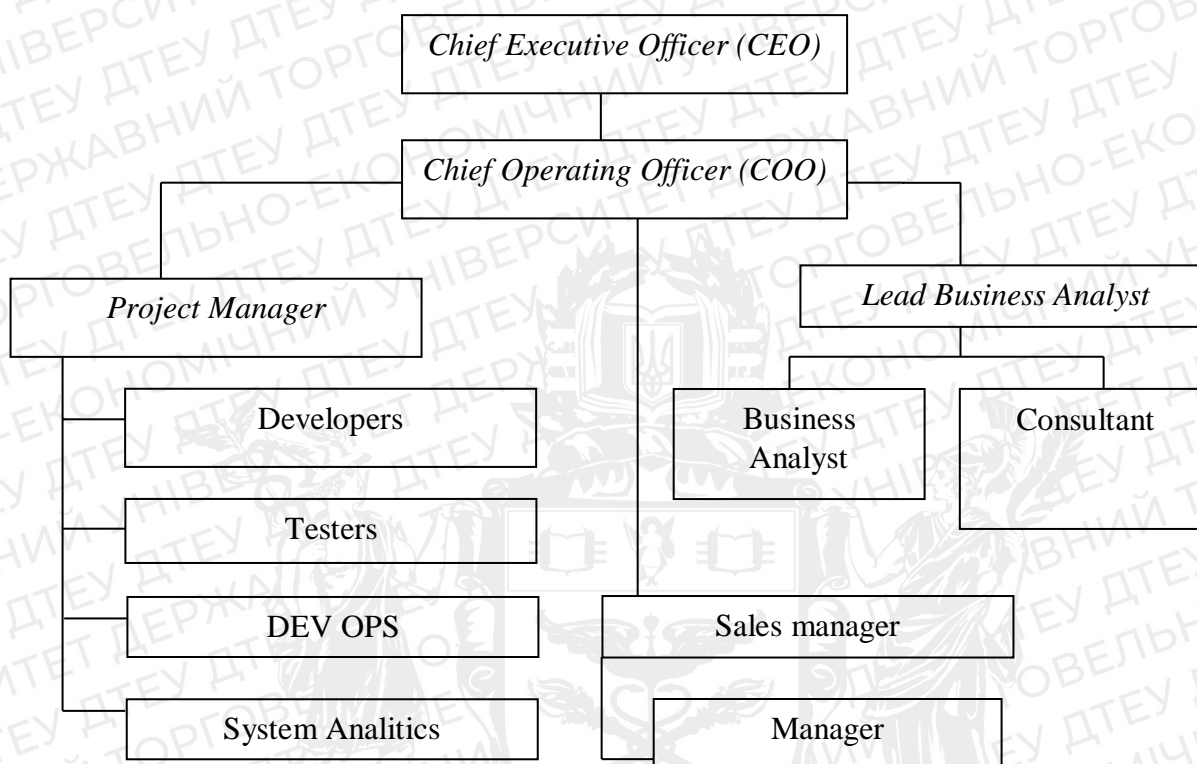 Chief Executive Officer (CEO)
Chief Operating Officer (COO)
Project Manager
Lead Business Analyst
Developers
Business
Analyst
Consultant
Testers
DEV OPS
Sales manager
System Analitics
Manager